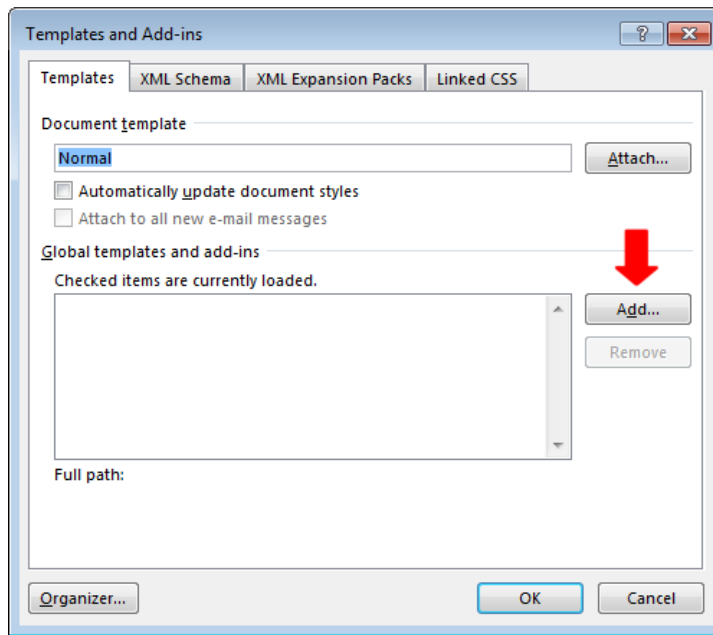 Templates and Add-ins
Templates XML Schema XML Expansion Packs Linked CSS
Document template
Normal Attach...
Automatically update document styles
Attach to all new e-mail messages
Global templates and add-ins
Checked items are currently loaded.
Add...
Remove
Full path:
Organizer... OK Cancel